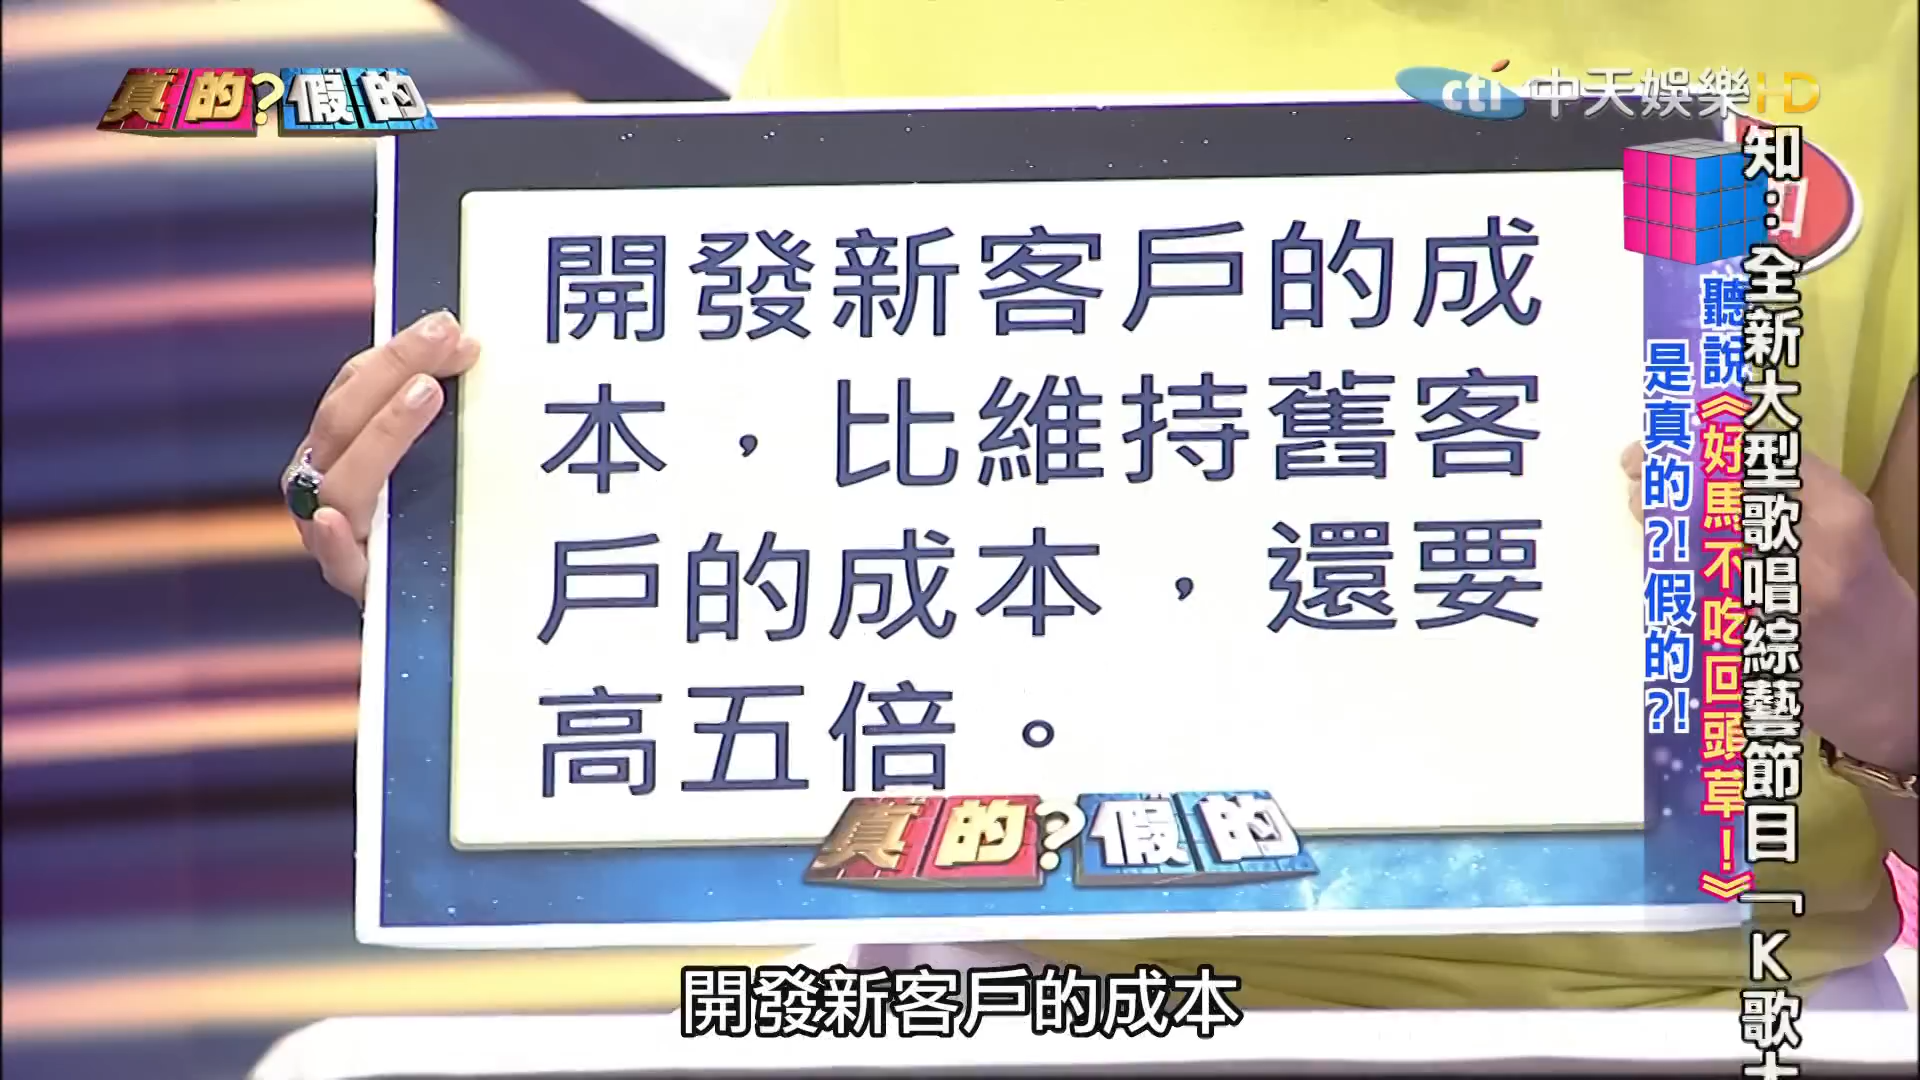 真的?假的
cti 中天娛樂HD
開發新客戶的成
本，比維持舊客
戶的成本，還要
高五倍。
真的?假的
知：全新大型歌唱綜藝節目「K歌
聽說《好馬不吃回頭草！》
是真的?!假的?!
開發新客戶的成本